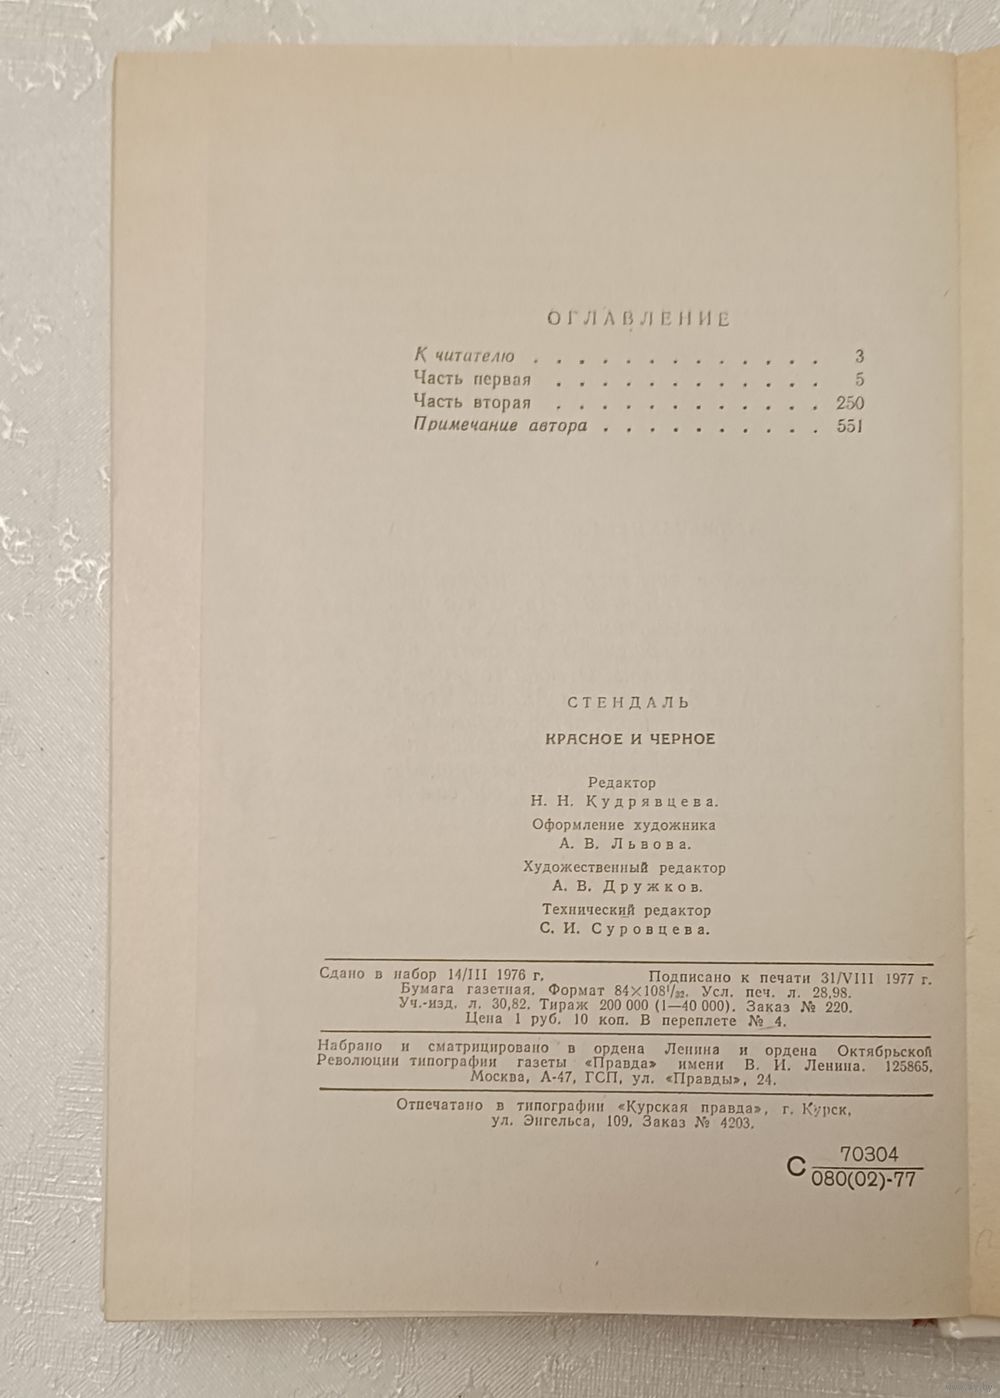 ОГЛАВЛЕНИЕ
К читателю . . . . . . . . . . . . . 3
Часть первая . . . . . . . . . . . . 5
Часть вторая . . . . . . . . . . . . 250
Примечание автора . . . . . . . . . . 551
СТЕНДАЛЬ
КРАСНОЕ И ЧЕРНОЕ
Редактор
Н. Н. Кудрявцева.
Оформление художника
А. В. Львова.
Художественный редактор
А. В. Дружков.
Технический редактор
С. И. Суровцева.
Сдано в набор 14/III 1976 г. Подписано к печати 31/VIII 1977 г.
Бумага газетная. Формат 84×108¹/₃₂. Усл. печ. л. 28,98.
Уч.-изд. л. 30,82. Тираж 200 000 (1—40 000). Заказ № 220.
Цена 1 руб. 10 коп. В переплете № 4.
Набрано и сматрицировано в ордена Ленина и ордена Октябрьской
Революции типографии газеты «Правда» имени В. И. Ленина. 125865,
Москва, А-47, ГСП, ул. «Правды», 24.
Отпечатано в типографии «Курская правда», г. Курск,
ул. Энгельса, 109. Заказ № 4203.
70304
С
080(02)-77